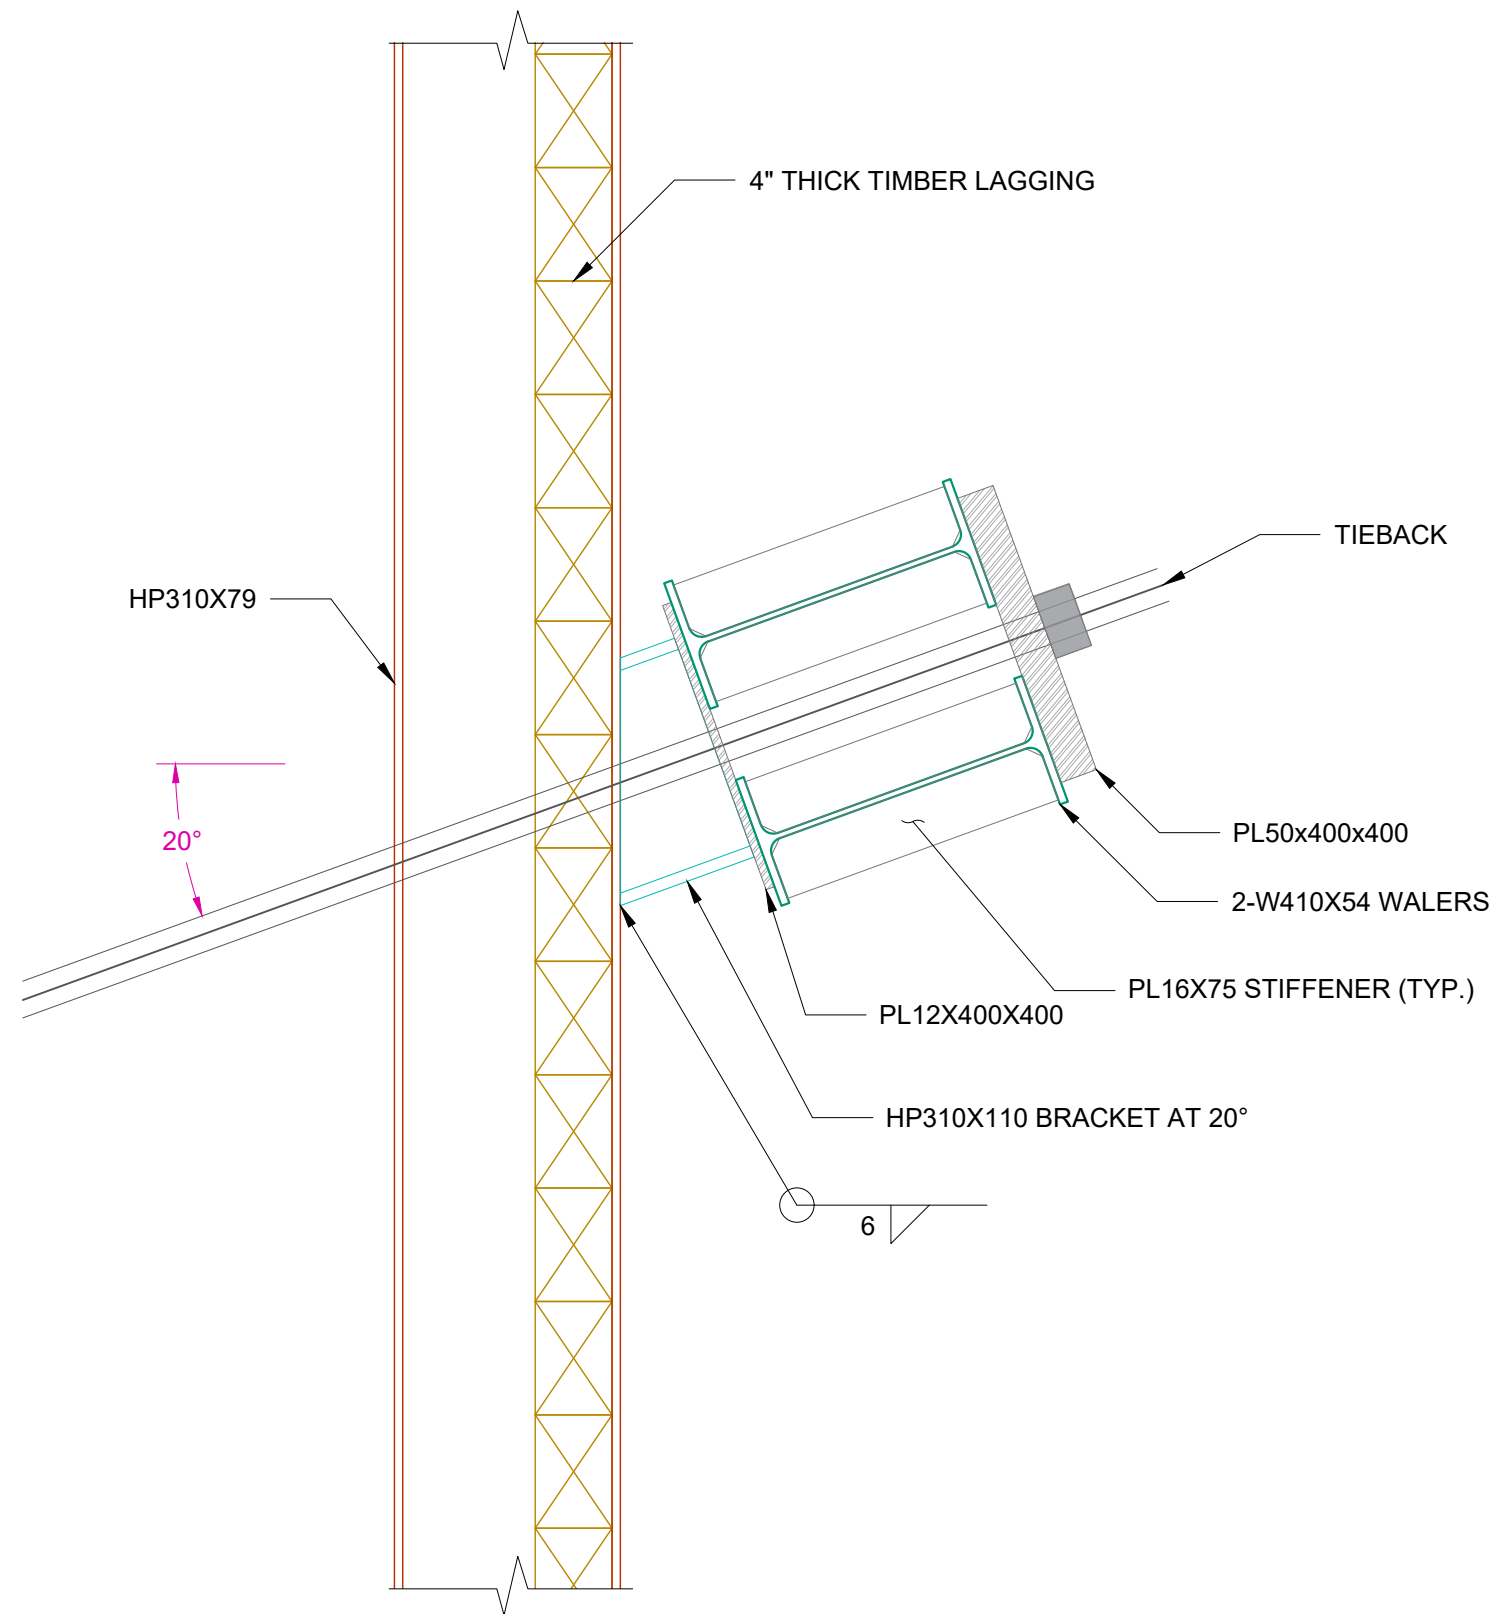 4" THICK TIMBER LAGGING
TIEBACK
HP310X79
20°
PL50x400x400
2-W410X54 WALERS
PL16X75 STIFFENER (TYP.)
PL12X400X400
HP310X110 BRACKET AT 20°
6